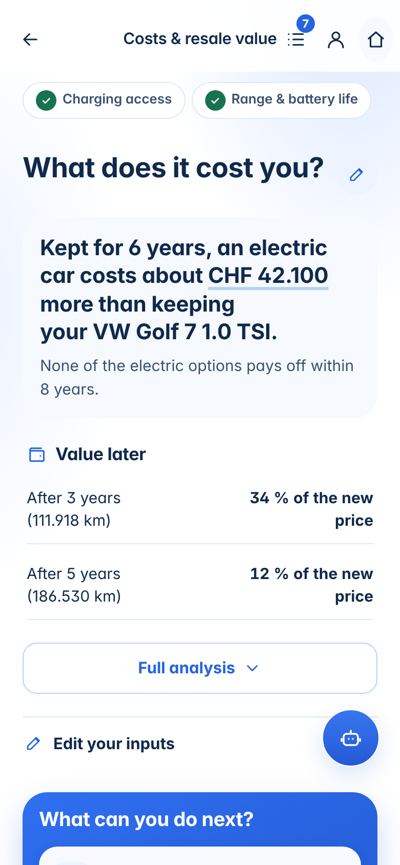 Costs & resale value
7
Charging access
Range & battery life
What does it cost you?
Kept for 6 years, an electric
car costs about CHF 42.100
more than keeping
your VW Golf 7 1.0 TSI.
None of the electric options pays off within
8 years.
Value later
After 3 years
(111.918 km)
34 % of the new
price
After 5 years
(186.530 km)
12 % of the new
price
Full analysis
Edit your inputs
What can you do next?